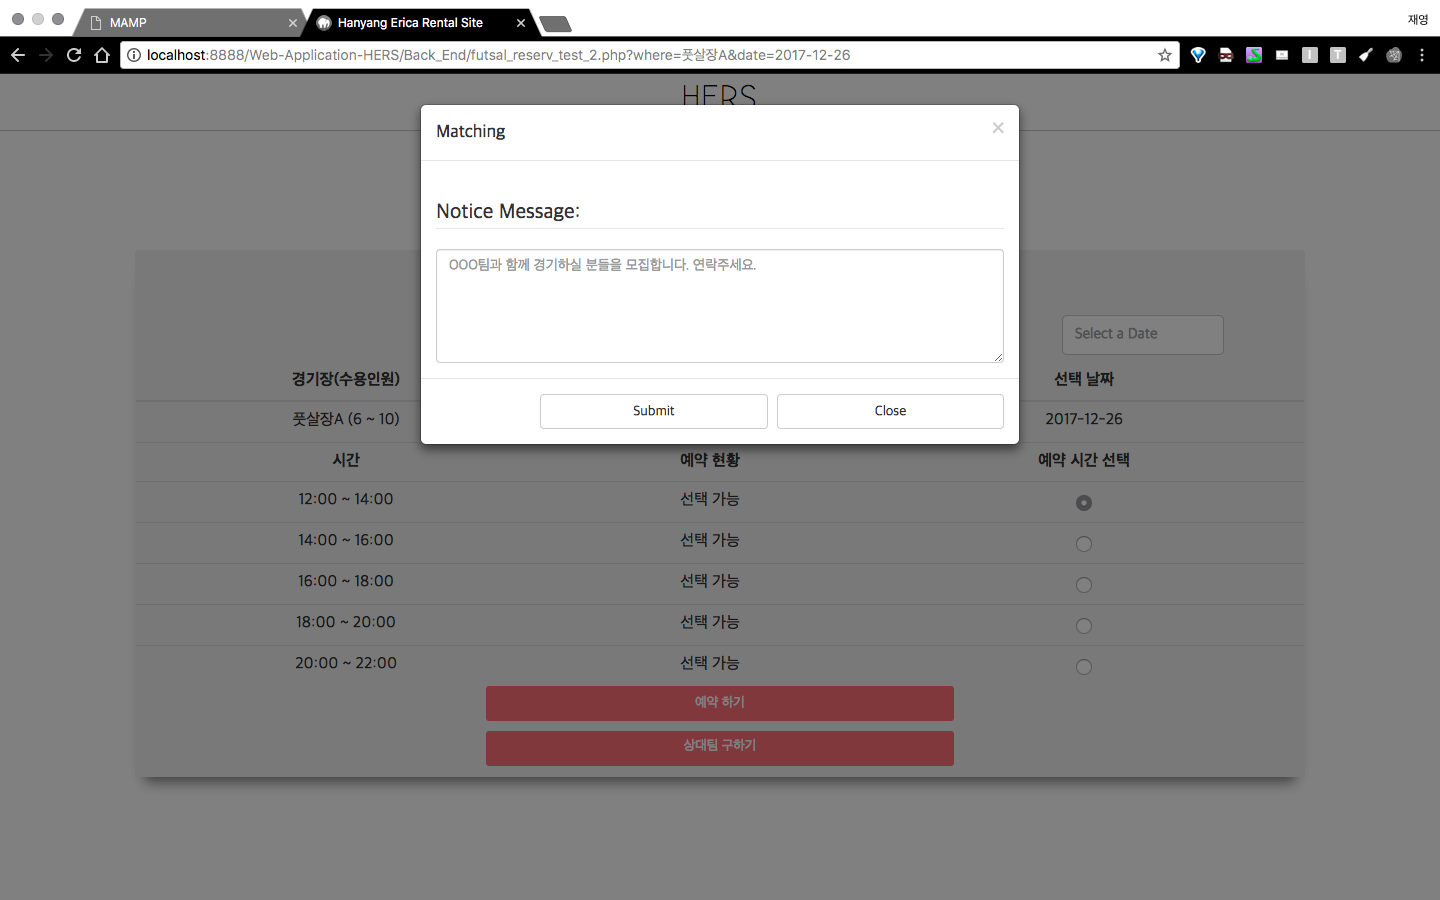 MAMP
Hanyang Erica Rental Site
재영
localhost:8888/Web-Application-HERS/Back_End/futsal_reserv_test_2.php?where=풋살장A&date=2017-12-26
HERS
Matching
×
Notice Message:
OOO팀과 함께 경기하실 분들을 모집합니다. 연락주세요.
Submit
Close
Select a Date
경기장(수용인원)
선택 날짜
풋살장A (6 ~ 10)
2017-12-26
시간
예약 현황
예약 시간 선택
12:00 ~ 14:00
선택 가능
14:00 ~ 16:00
선택 가능
16:00 ~ 18:00
선택 가능
18:00 ~ 20:00
선택 가능
20:00 ~ 22:00
선택 가능
예약 하기
상대팀 구하기